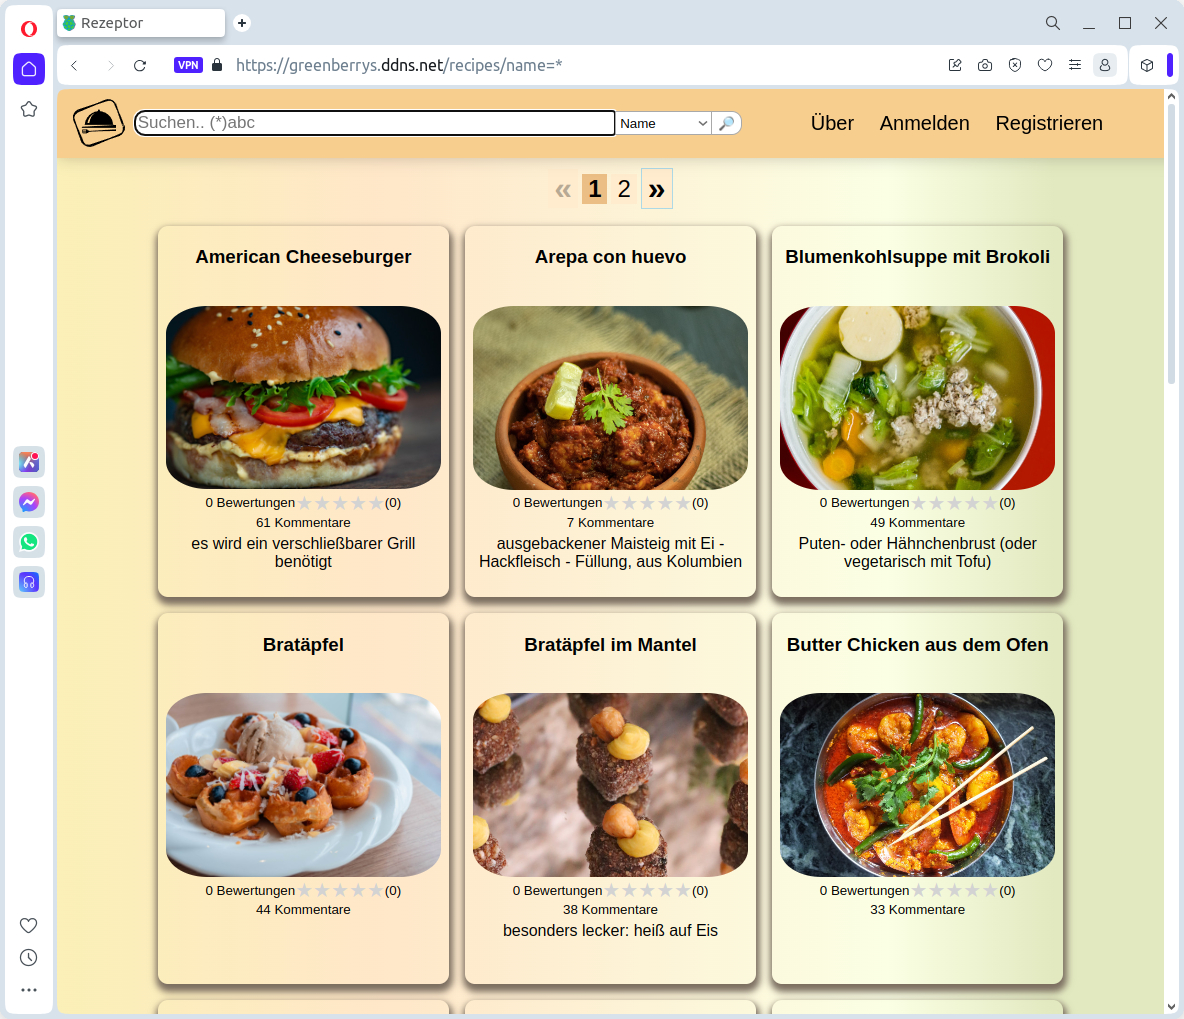 Rezeptor
VPN https://greenberrys.ddns.net/recipes/name=*
Suchen.. (*)abc Name Über Anmelden Registrieren
« 1 2 »
American Cheeseburger
0 Bewertungen★★★★★(0)
61 Kommentare
es wird ein verschließbarer Grill
benötigt
Arepa con huevo
0 Bewertungen★★★★★(0)
7 Kommentare
ausgebackener Maisteig mit Ei -
Hackfleisch - Füllung, aus Kolumbien
Blumenkohlsuppe mit Brokoli
0 Bewertungen★★★★★(0)
49 Kommentare
Puten- oder Hähnchenbrust (oder
vegetarisch mit Tofu)
Bratäpfel
0 Bewertungen★★★★★(0)
44 Kommentare
Bratäpfel im Mantel
0 Bewertungen★★★★★(0)
38 Kommentare
besonders lecker: heiß auf Eis
Butter Chicken aus dem Ofen
0 Bewertungen★★★★★(0)
33 Kommentare